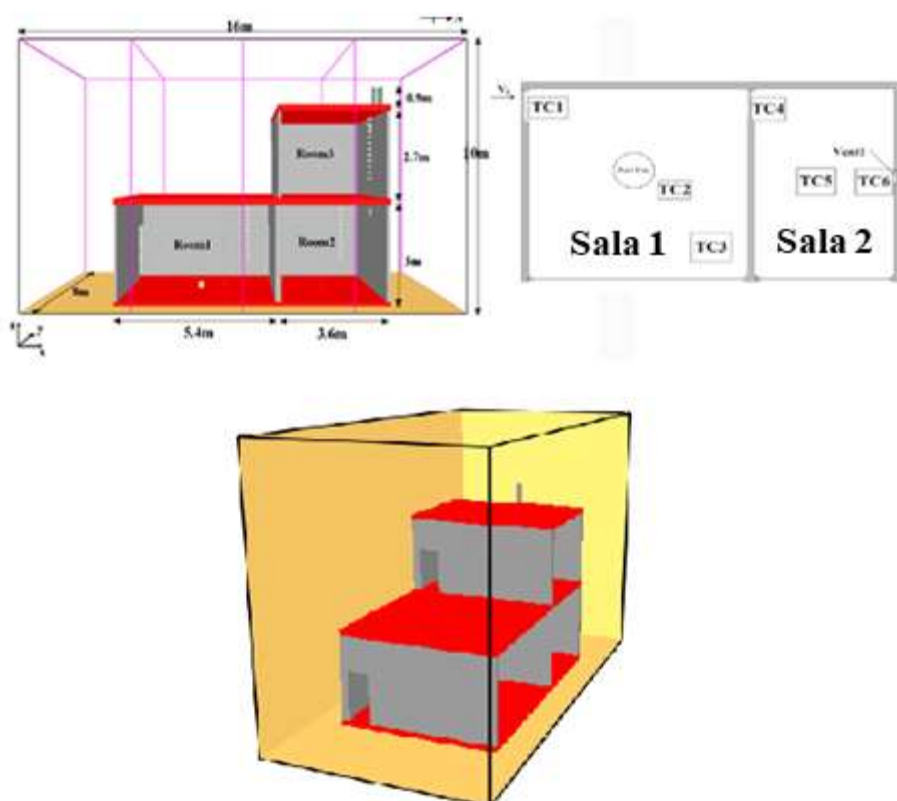 16m
0.9m
2.7m
10m
Room3
Room1
Room2
3m
8m
5.4m
3.6m
TC1
TC4
Vent1
TC5
TC6
TC2
TC3
Sala 1
Sala 2